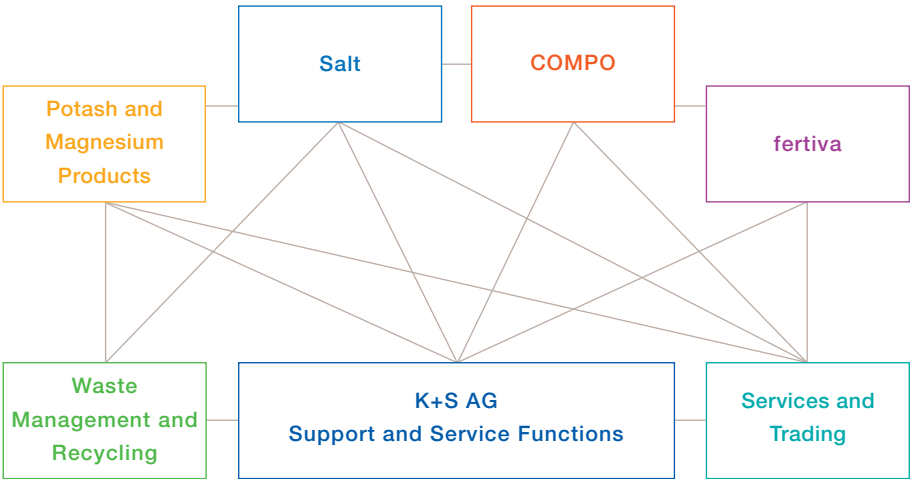 Salt
COMPO
Potash and
Magnesium
Products
fertiva
Waste
Management and
Recycling
K+S AG
Support and Service Functions
Services and
Trading